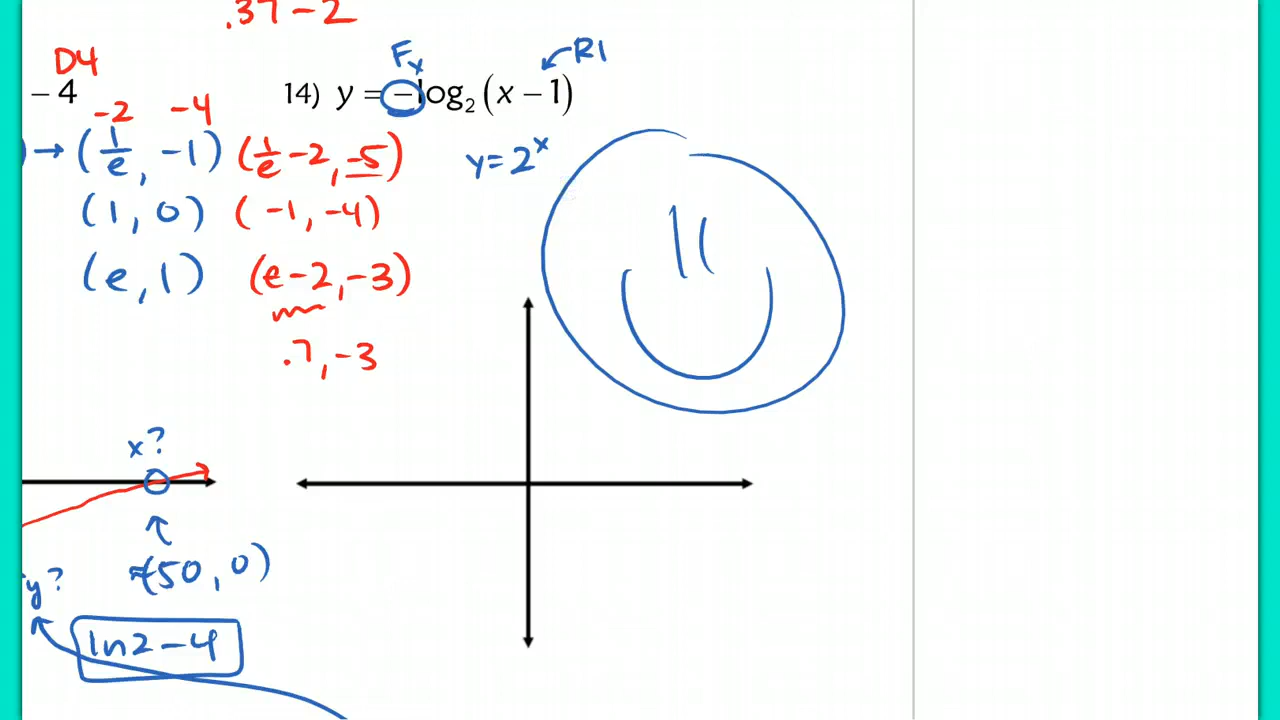 .37 - 2
D4
- 4
-2 -4
→ (1/e, -1) (1/e - 2, -5)
(1, 0) (-1, -4)
(e, 1) (e - 2, -3)
.7, -3
x?
≈(50, 0)
y?
ln2 - 4
Fx R1
14) y = -log₂(x - 1)
y = 2ˣ